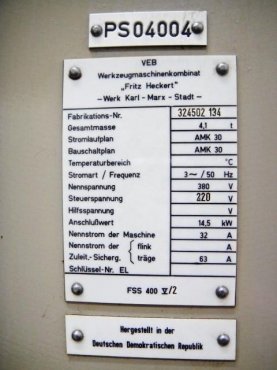 PS04004
VEB
Werkzeugmaschinenkombinat
„Fritz Heckert"
– Werk Karl – Marx – Stadt –
Fabrikations-Nr. 324502 134
Gesamtmasse 4,1 t
Stromlaufplan AMK 30
Bauschaltplan AMK 30
Temperaturbereich °C
Stromart / Frequenz 3~ / 50 Hz
Nennspannung 380 V
Steuerspannung 220 V
Hilfsspannung V
Anschlußwert 14,5 kW
Nennstrom der Maschine 32 A
Nennstrom der { flink A
Zuleit.-Sicherg. { träge 63 A
Schlüssel-Nr. EL
FSS 400 V/2
Hergestellt in der
Deutschen Demokratischen Republik